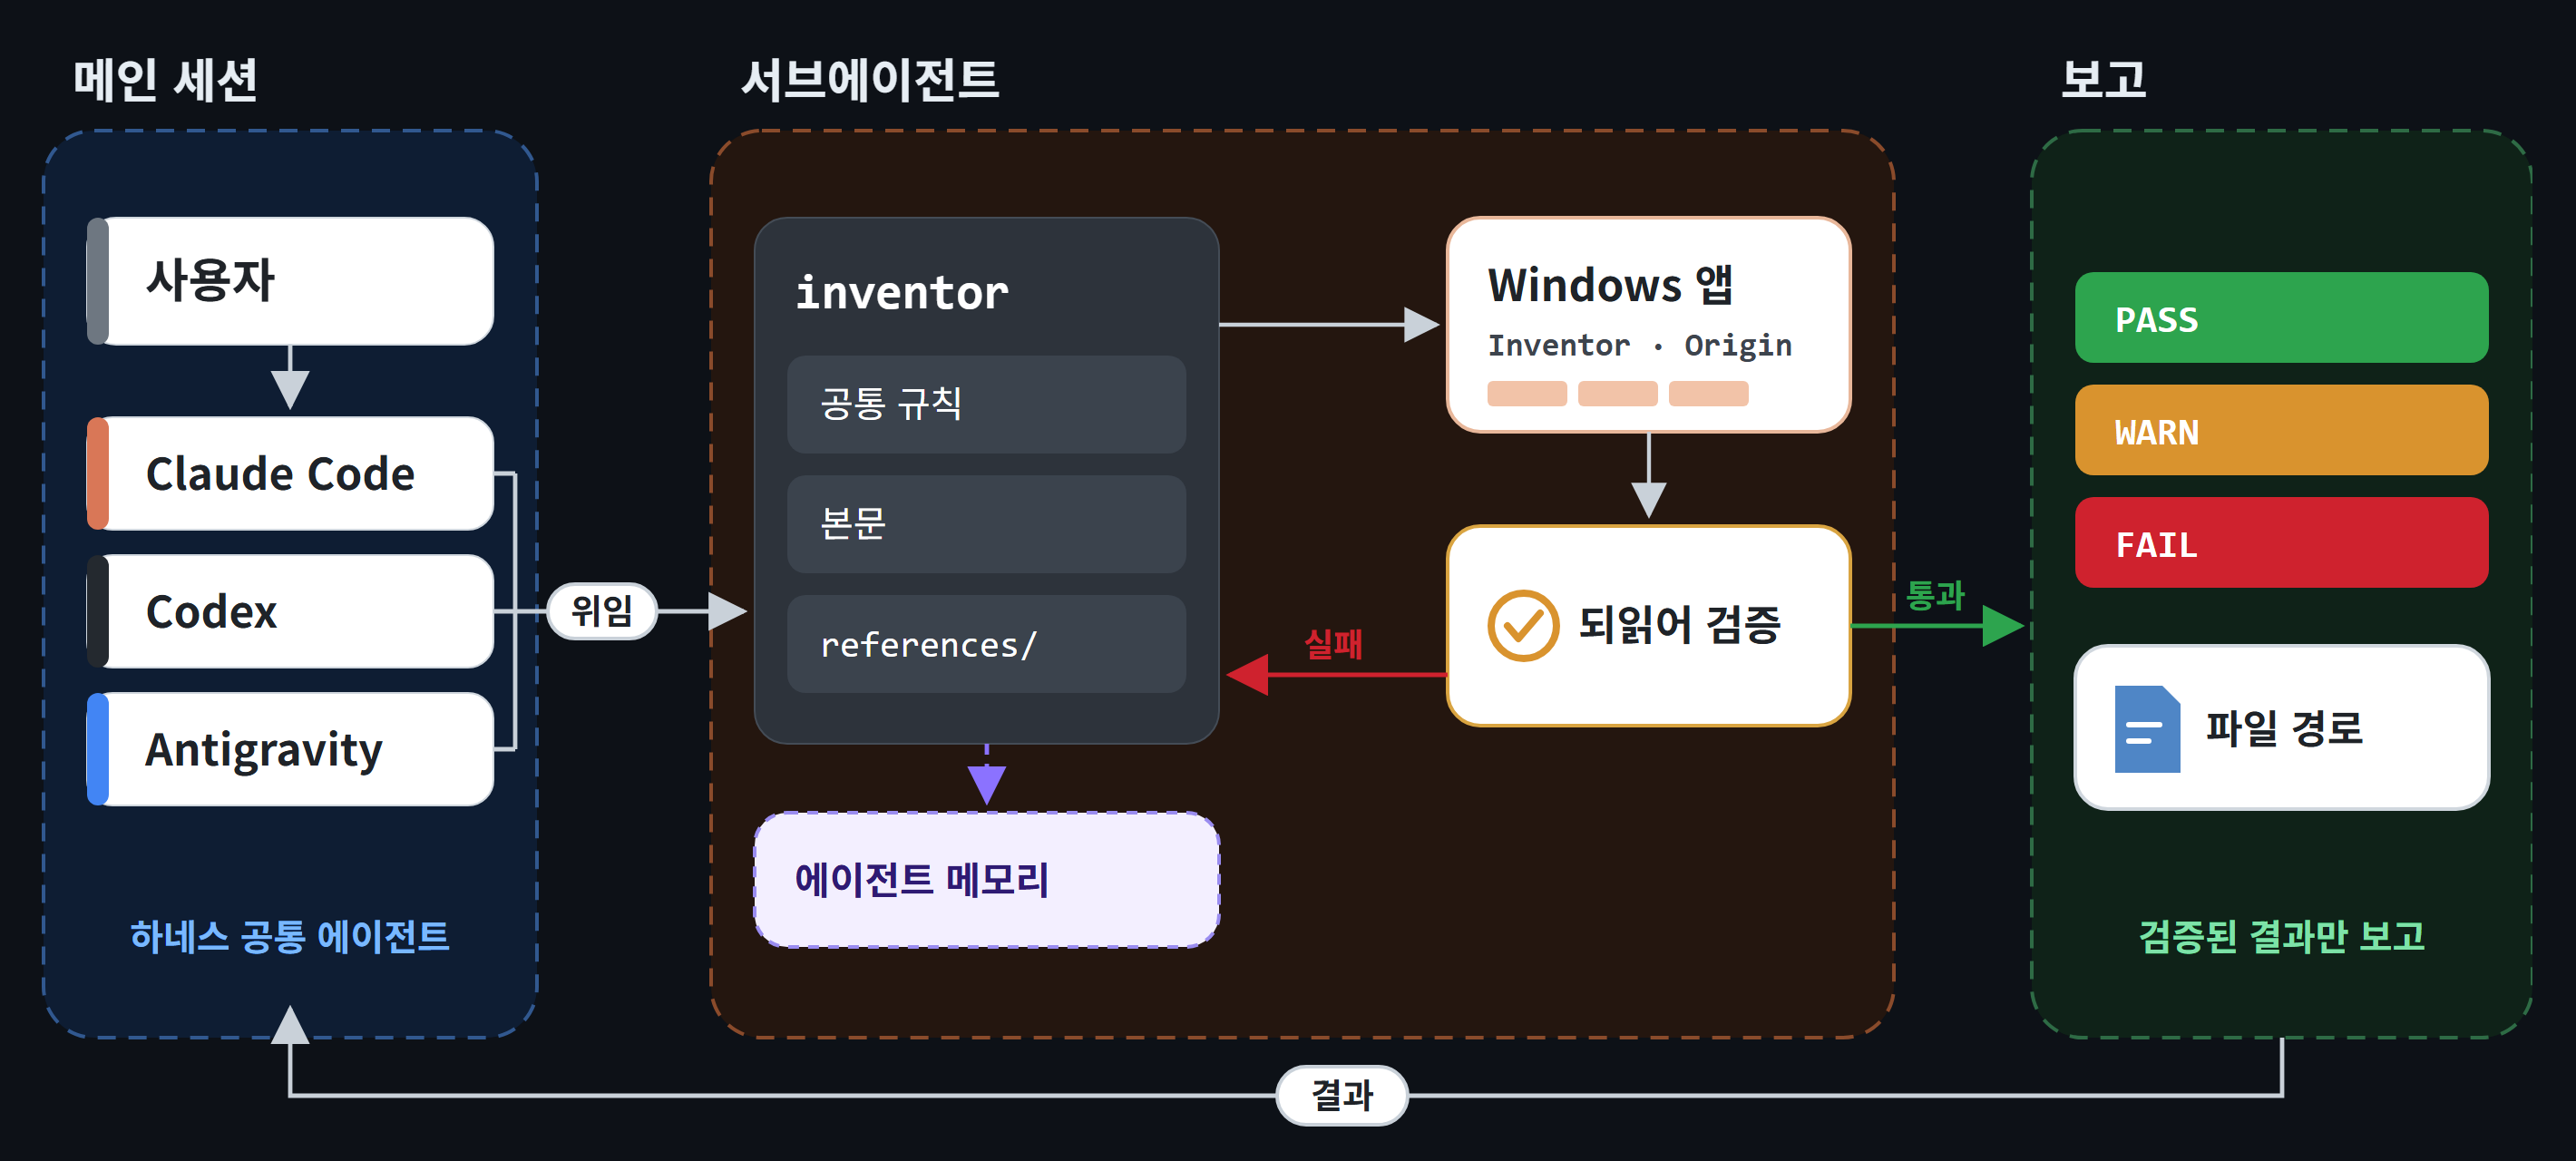 메인 세션
사용자
Claude Code
Codex
Antigravity
하네스 공통 에이전트
위임
서브에이전트
inventor
공통 규칙
본문
references/
에이전트 메모리
Windows 앱
Inventor · Origin
되읽어 검증
실패
통과
보고
PASS
WARN
FAIL
파일 경로
검증된 결과만 보고
결과